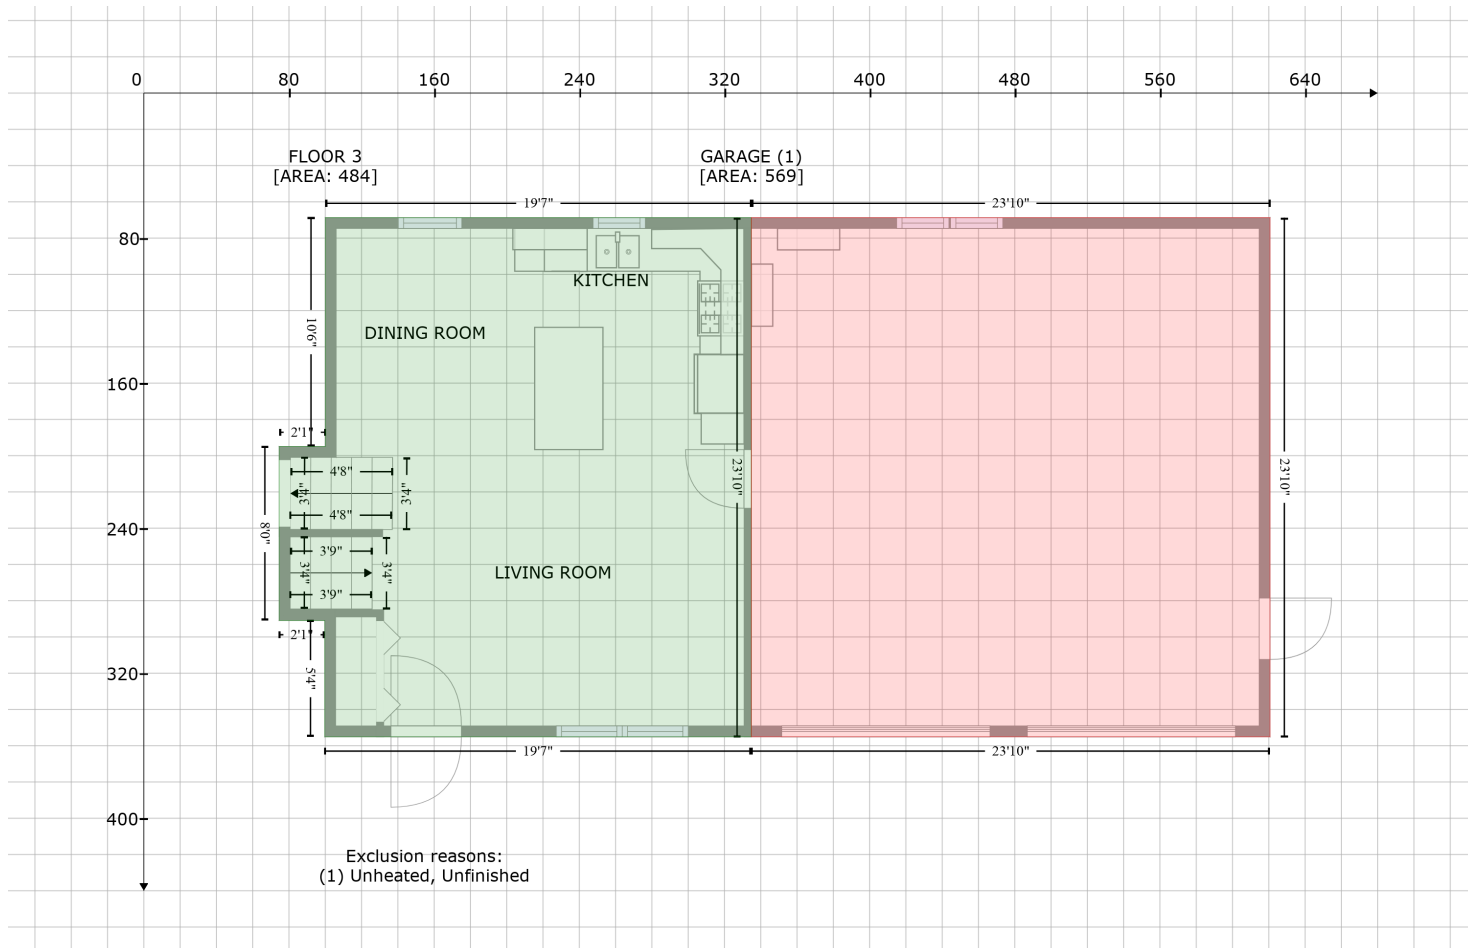 0 80 160 240 320 400 480 560 640
FLOOR 3
[AREA: 484]
GARAGE (1)
[AREA: 569]
19'7" 23'10"
80
KITCHEN
10'6"
DINING ROOM
160
2'1"
4'8"
3'4" 3'4"
4'8"
23'10" 23'10"
240
8'0"
3'9"
3'4" 3'4"
3'9"
LIVING ROOM
2'1"
320
5'4"
19'7" 23'10"
400
Exclusion reasons:
(1) Unheated, Unfinished